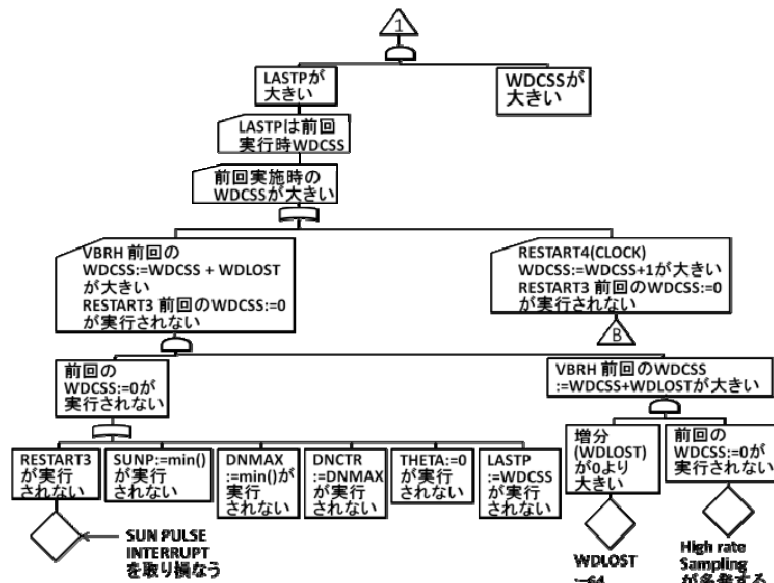 1
LASTPが
大きい
WDCSSが
大きい
LASTPは前回
実行時WDCSS
前回実施時の
WDCSSが大きい
VBRH 前回の
WDCSS:=WDCSS + WDLOST
が大きい
RESTART3 前回のWDCSS:=0
が実行されない
RESTART4(CLOCK)
WDCSS:=WDCSS+1が大きい
RESTART3 前回のWDCSS:=0
が実行されない
B
前回の
WDCSS:=0が
実行されない
VBRH 前回のWDCSS
:=WDCSS+WDLOSTが大きい
RESTART3
が実行
されない
SUNP:=min()
が実行
されない
DNMAX
:=min()が
実行
されない
DNCTR
:=DNMAX
が実行
されない
THETA:=0
が実行
されない
LASTP
:=WDCSS
が実行
されない
増分
(WDLOST)
が0より
大きい
前回の
WDCSS:=0が
実行されない
SUN PULSE
INTERRUPT
を取り損なう
WDLOST
:=64
High rate
Sampling
が多発する